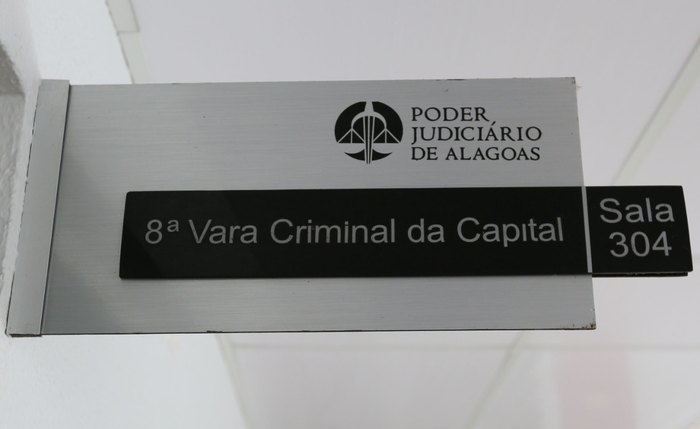 PODER
JUDICIÁRIO
DE ALAGOAS
8ª Vara Criminal da Capital
Sala
304